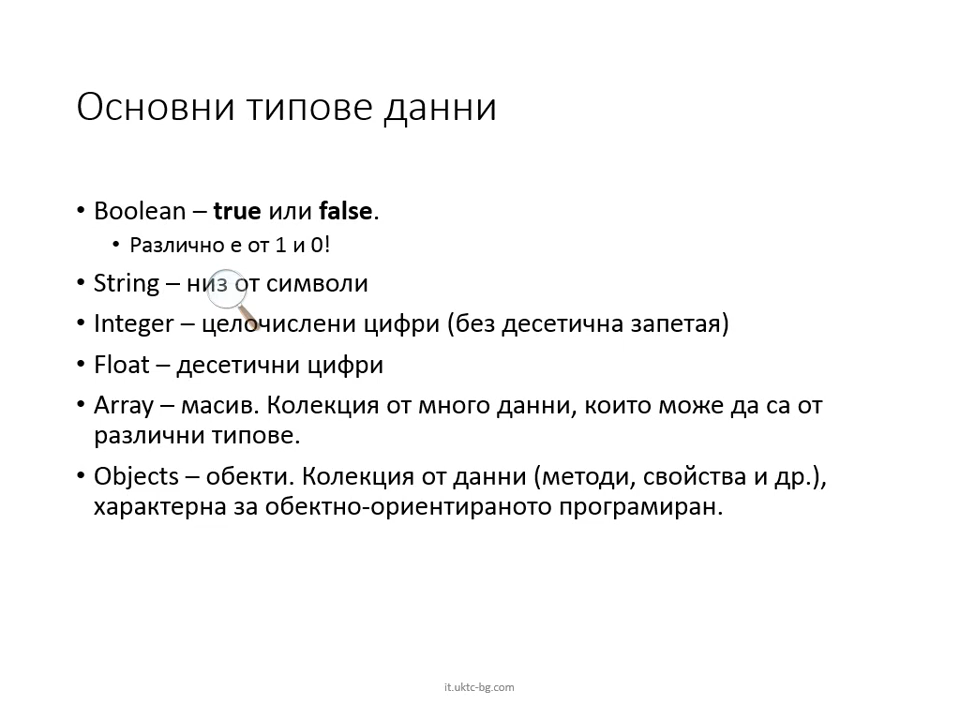 Основни типове данни
• Boolean – true или false.
• Различно е от 1 и 0!
• String – низ от символи
• Integer – целочислени цифри (без десетична запетая)
• Float – десетични цифри
• Array – масив. Колекция от много данни, които може да са от
различни типове.
• Objects – обекти. Колекция от данни (методи, свойства и др.),
характерна за обектно-ориентираното програмиран.
it.uktc-bg.com